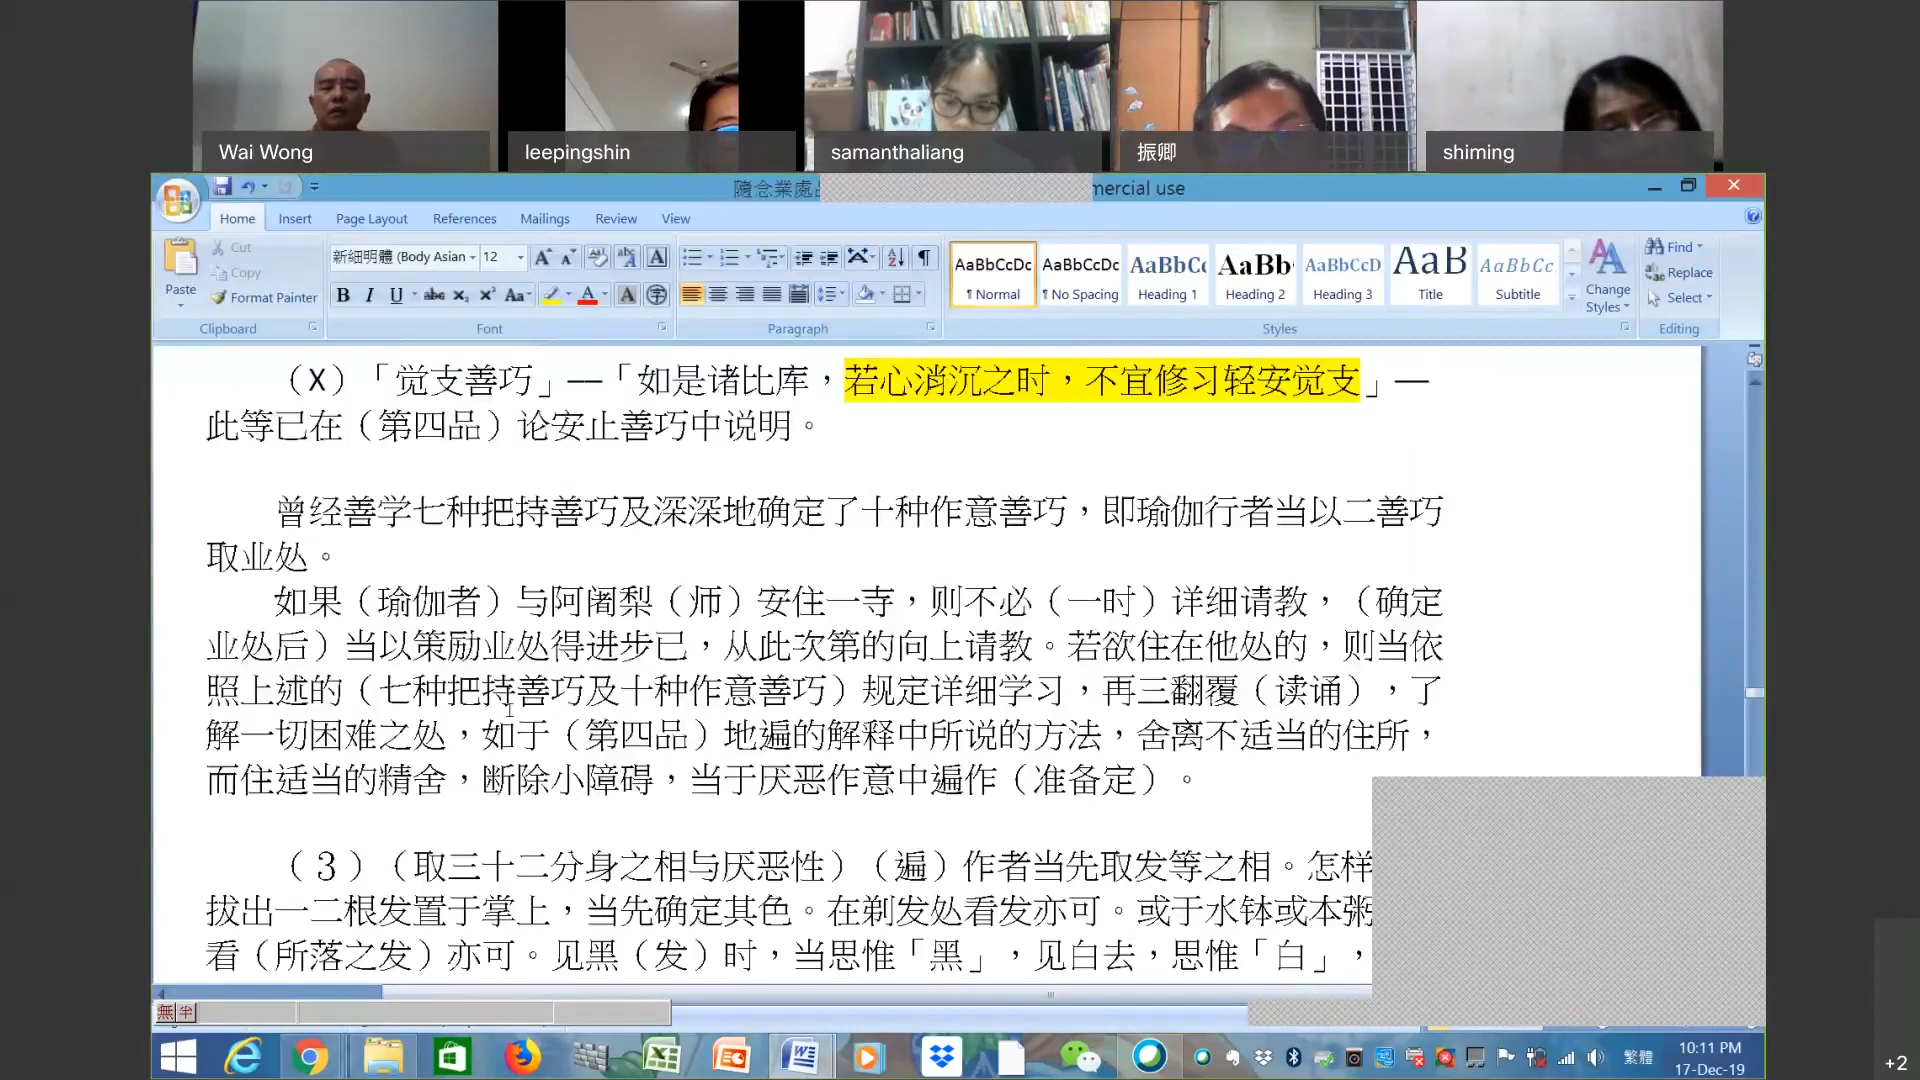 Wai Wong
leepingshin
samanthaliang
振卿
shiming
隨念業處
mercial use
Home Insert Page Layout References Mailings Review View
Paste
Cut
Copy
Format Painter
Clipboard
新細明體 (Body Asian 12
Font
Paragraph
AaBbCcDc AaBbCcDc AaBbCc AaBb AaBbCcD AaB AaBbCc
¶ Normal ¶ No Spacing Heading 1 Heading 2 Heading 3 Title Subtitle
Change
Styles
Styles
Find
Replace
Select
Editing
（X）「觉支善巧」—「如是诸比库，若心消沉之时，不宜修习轻安觉支」—
此等已在（第四品）论安止善巧中说明。
曾经善学七种把持善巧及深深地确定了十种作意善巧，即瑜伽行者当以二善巧
取业处。
如果（瑜伽者）与阿阇梨（师）安住一寺，则不必（一时）详细请教，（确定
业处后）当以策励业处得进步已，从此次第的向上请教。若欲住在他处的，则当依
照上述的（七种把持善巧及十种作意善巧）规定详细学习，再三翻覆（读诵），了
解一切困难之处，如于（第四品）地遍的解释中所说的方法，舍离不适当的住所，
而住适当的精舍，断除小障碍，当于厌恶作意中遍作（准备定）。
（３）（取三十二分身之相与厌恶性）（遍）作者当先取发等之相。怎样
拔出一二根发置于掌上，当先确定其色。在剃发处看发亦可。或于水钵或本粥
看（所落之发）亦可。见黑（发）时，当思惟「黑」，见白去，思惟「白」，
無 半
繁體
10:11 PM
17-Dec-19
+2